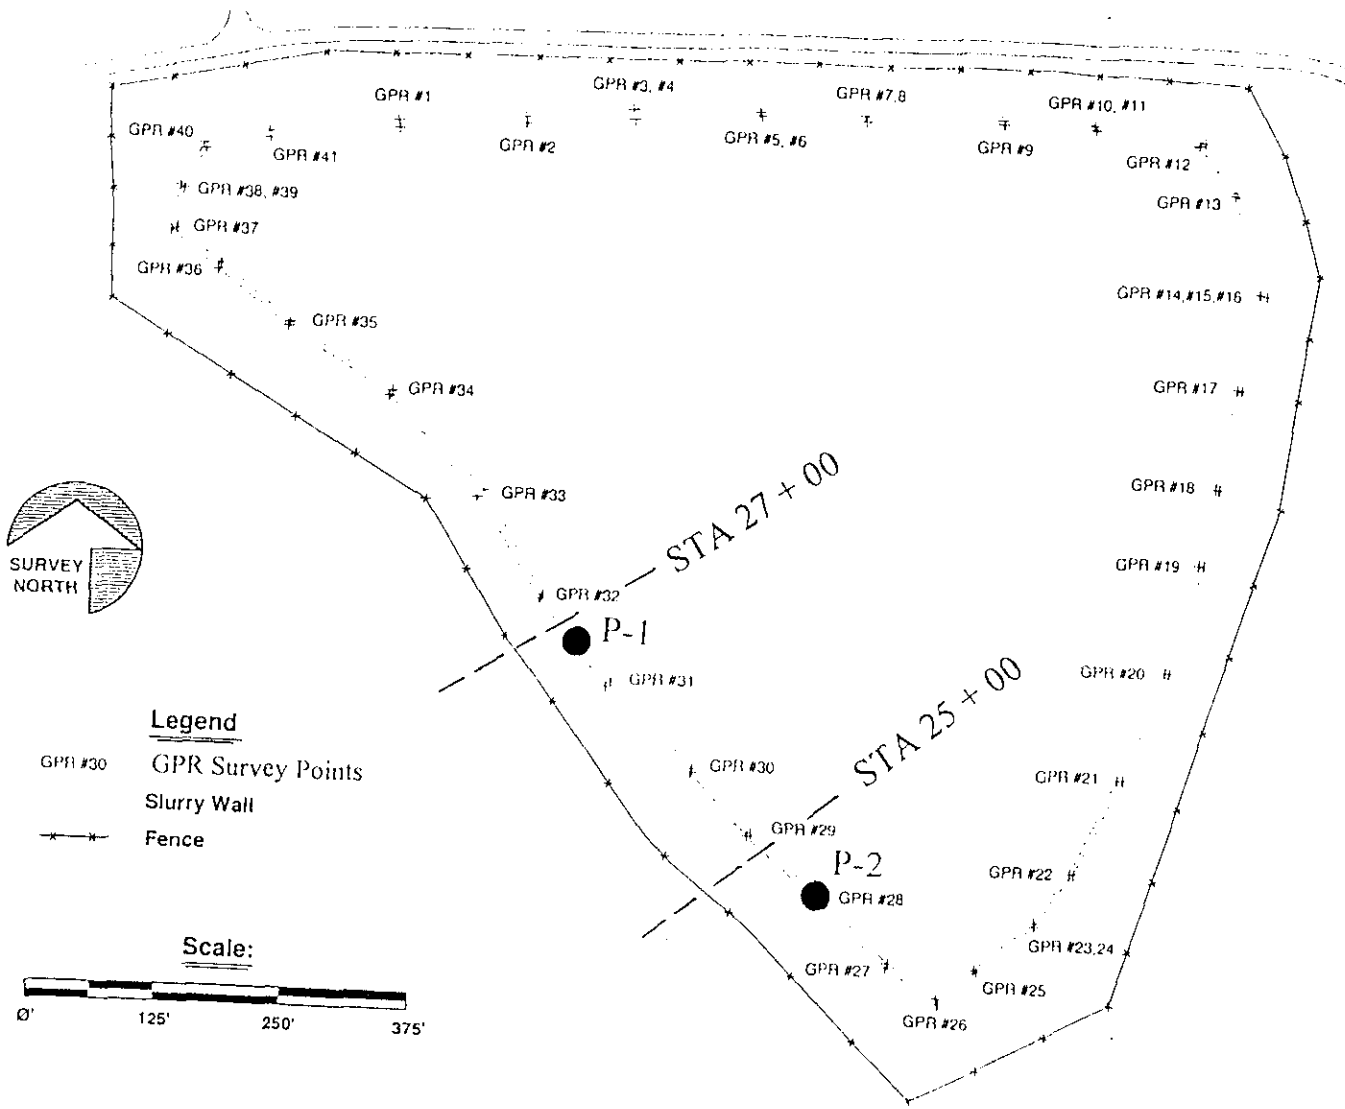 GPR #1
GPR #3, #4
GPR #7,8
GPR #10, #11
GPR #40
GPR #41
GPR #2
GPR #5, #6
GPR #9
GPR #12
GPR #38, #39
GPR #13
GPR #37
GPR #36
GPR #14,#15,#16
GPR #35
GPR #34
GPR #17
GPR #33
GPR #18
STA 27 + 00
SURVEY
NORTH
GPR #19
GPR #32
P-1
GPR #31
GPR #20
STA 25 + 00
Legend
GPR #30 GPR Survey Points
Slurry Wall
Fence
GPR #30
GPR #21
GPR #29
P-2
GPR #28
GPR #22
GPR #23,24
GPR #27
GPR #25
GPR #26
Scale:
Ø' 125' 250' 375'